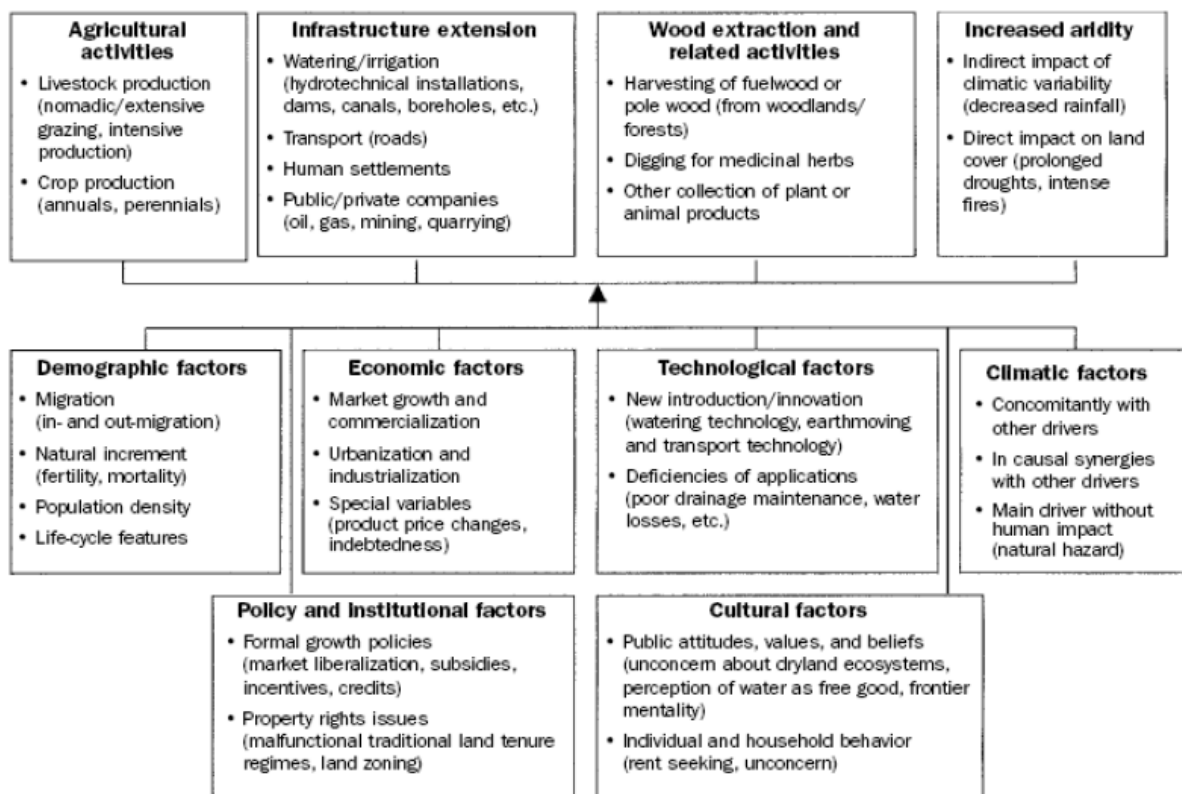 Agricultural
activities
• Livestock production
(nomadic/extensive
grazing, intensive
production)
• Crop production
(annuals, perennials)
Infrastructure extension
• Watering/irrigation
(hydrotechnical installations,
dams, canals, boreholes, etc.)
• Transport (roads)
• Human settlements
• Public/private companies
(oil, gas, mining, quarrying)
Wood extraction and
related activities
• Harvesting of fuelwood or
pole wood (from woodlands/
forests)
• Digging for medicinal herbs
• Other collection of plant or
animal products
Increased aridity
• Indirect impact of
climatic variability
(decreased rainfall)
• Direct impact on land
cover (prolonged
droughts, intense
fires)
Demographic factors
• Migration
(in- and out-migration)
• Natural increment
(fertility, mortality)
• Population density
• Life-cycle features
Economic factors
• Market growth and
commercialization
• Urbanization and
industrialization
• Special variables
(product price changes,
indebtedness)
Technological factors
• New introduction/innovation
(watering technology, earthmoving
and transport technology)
• Deficiencies of applications
(poor drainage maintenance, water
losses, etc.)
Climatic factors
• Concomitantly with
other drivers
• In causal synergies
with other drivers
• Main driver without
human impact
(natural hazard)
Policy and institutional factors
• Formal growth policies
(market liberalization, subsidies,
incentives, credits)
• Property rights issues
(malfunctional traditional land tenure
regimes, land zoning)
Cultural factors
• Public attitudes, values, and beliefs
(unconcern about dryland ecosystems,
perception of water as free good, frontier
mentality)
• Individual and household behavior
(rent seeking, unconcern)